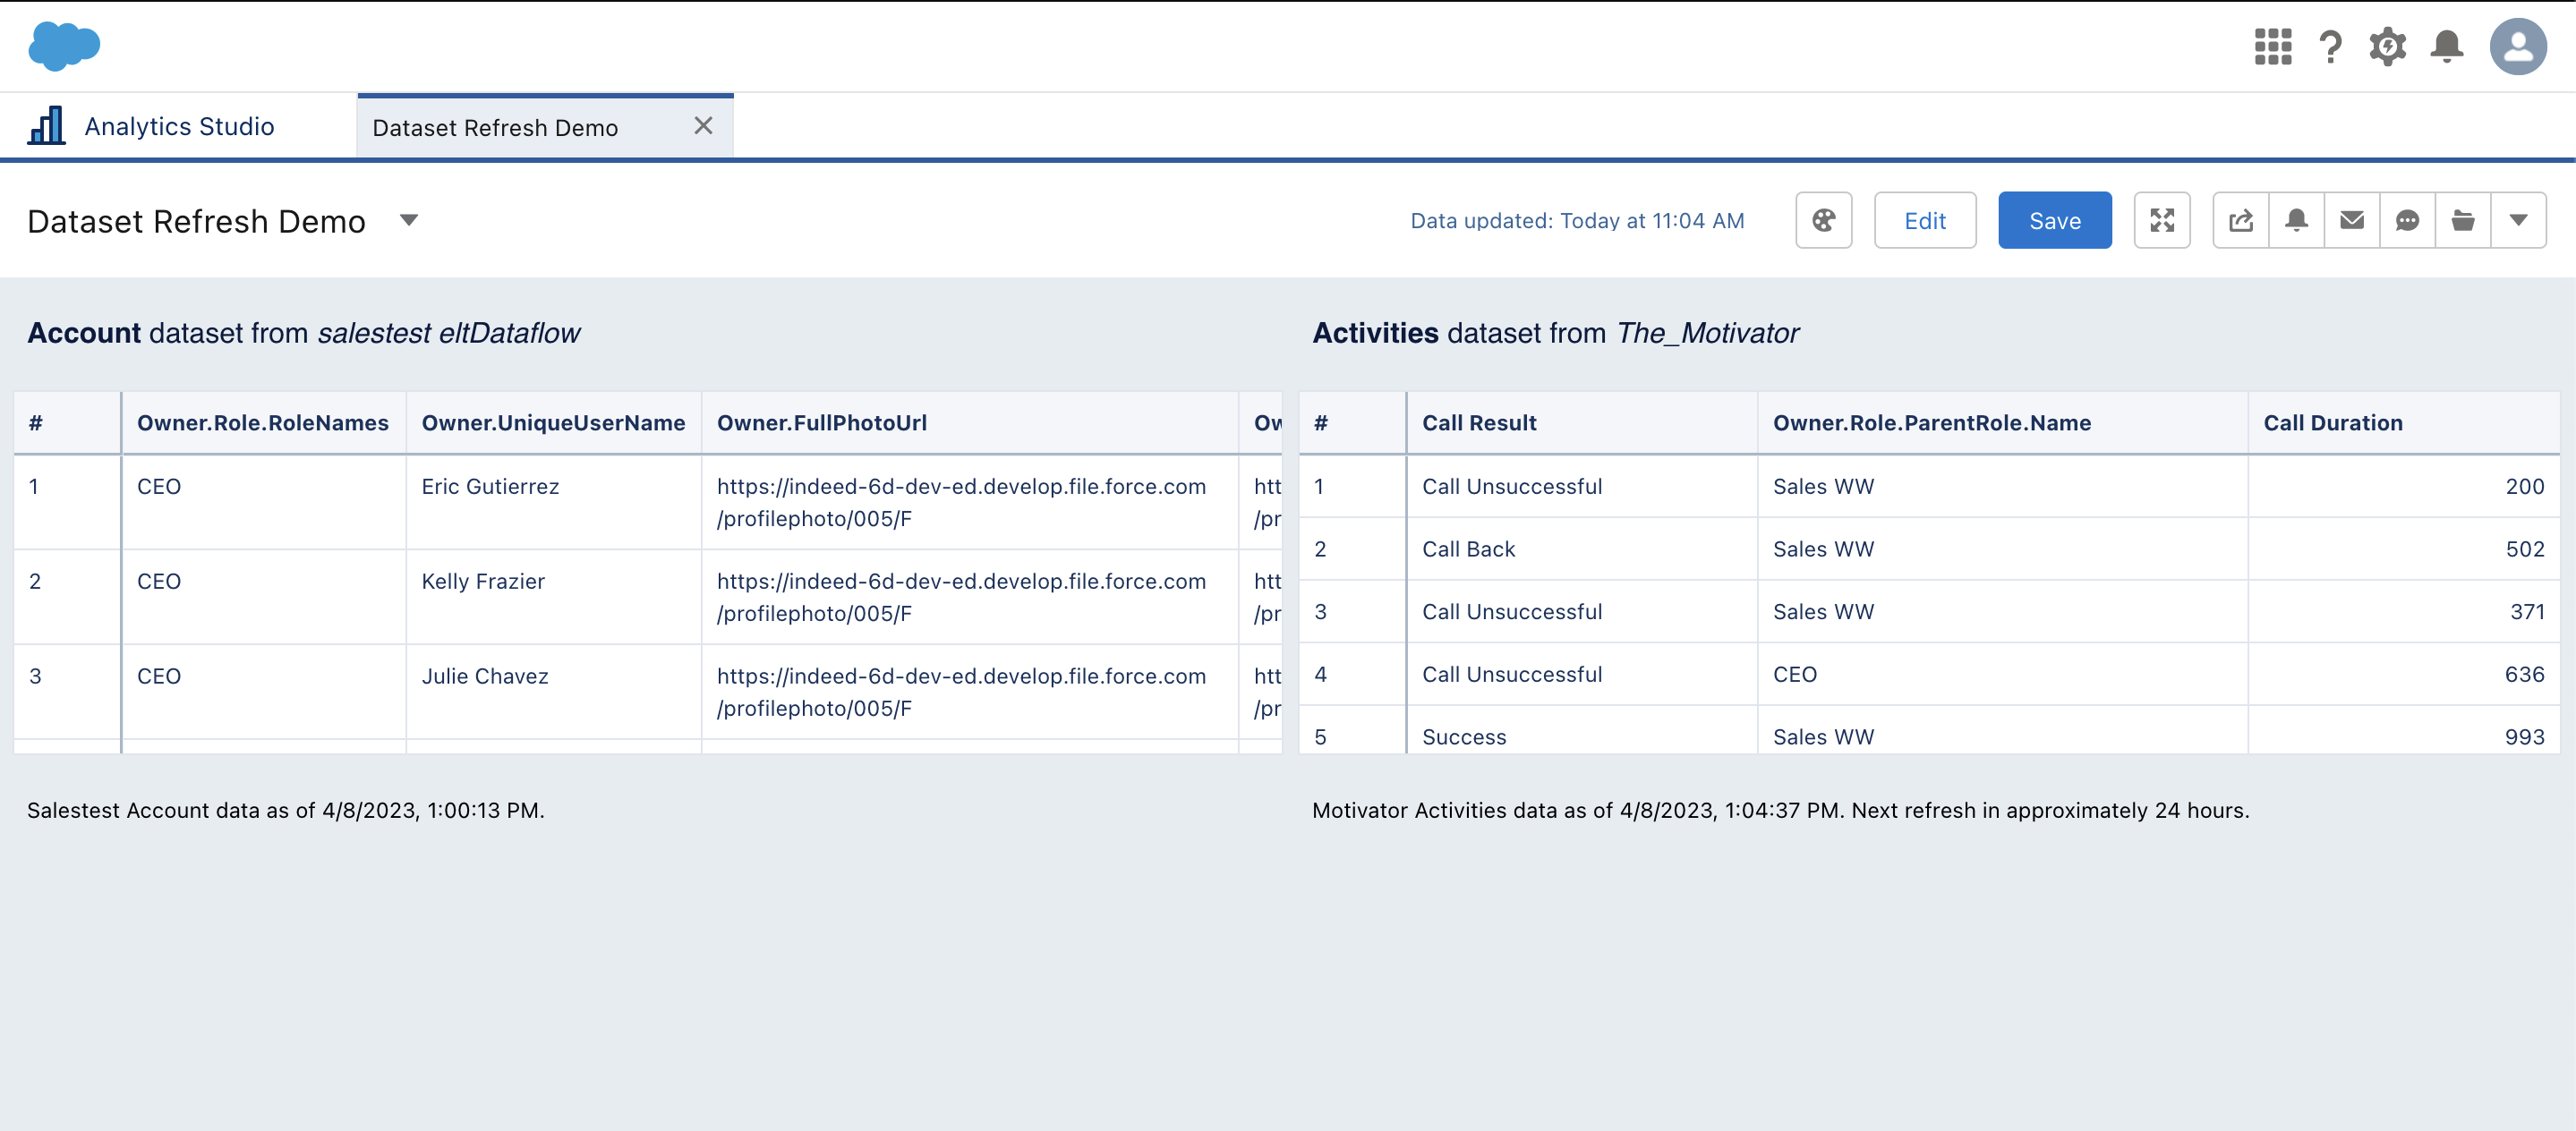 Analytics Studio
Dataset Refresh Demo
Dataset Refresh Demo
Data updated: Today at 11:04 AM
Edit
Save
Account dataset from salestest eltDataflow
# Owner.Role.RoleNames Owner.UniqueUserName Owner.FullPhotoUrl Ow
1 CEO Eric Gutierrez https://indeed-6d-dev-ed.develop.file.force.com htt
/profilephoto/005/F /pr
2 CEO Kelly Frazier https://indeed-6d-dev-ed.develop.file.force.com htt
/profilephoto/005/F /pr
3 CEO Julie Chavez https://indeed-6d-dev-ed.develop.file.force.com htt
/profilephoto/005/F /pr
Salestest Account data as of 4/8/2023, 1:00:13 PM.
Activities dataset from The_Motivator
# Call Result Owner.Role.ParentRole.Name Call Duration
1 Call Unsuccessful Sales WW 200
2 Call Back Sales WW 502
3 Call Unsuccessful Sales WW 371
4 Call Unsuccessful CEO 636
5 Success Sales WW 993
Motivator Activities data as of 4/8/2023, 1:04:37 PM. Next refresh in approximately 24 hours.